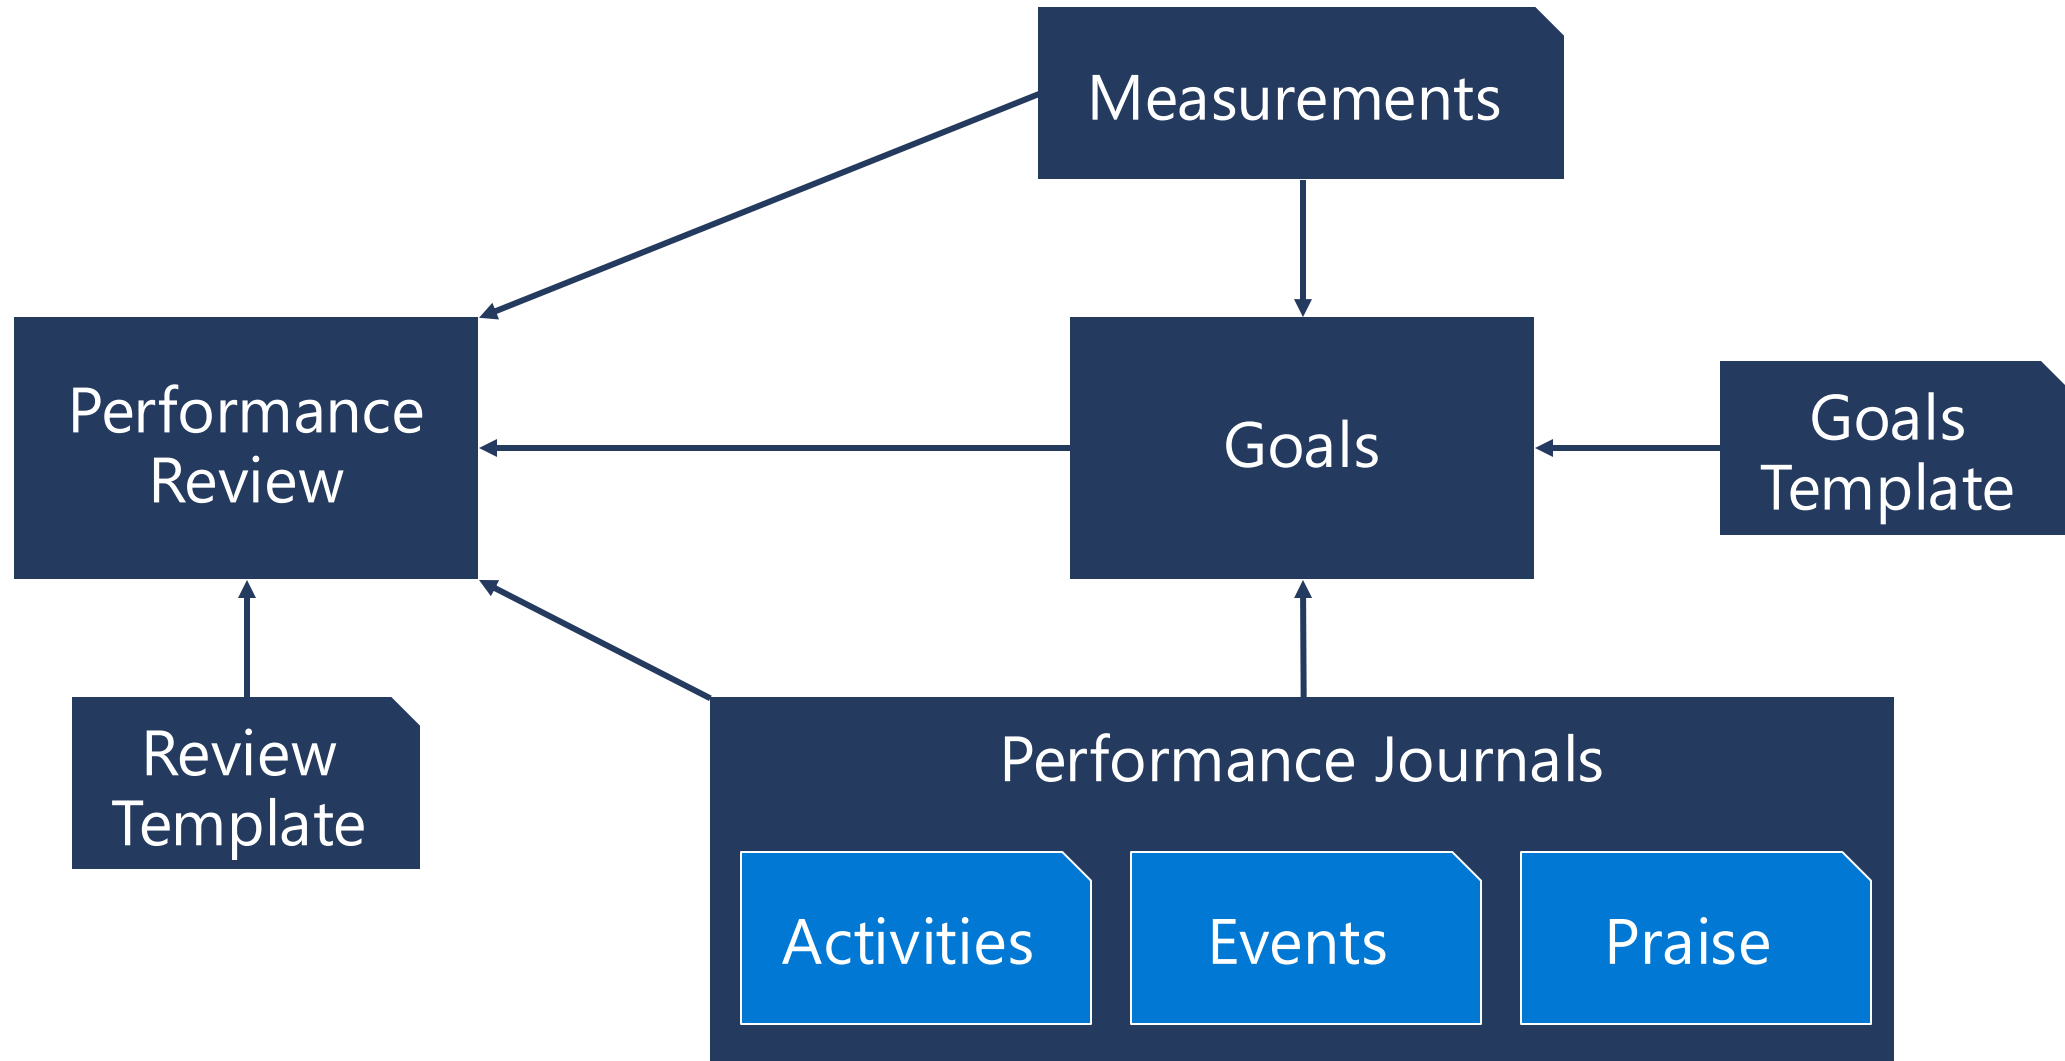 Measurements
Performance
Review
Goals
Goals
Template
Review
Template
Performance Journals
Activities
Events
Praise